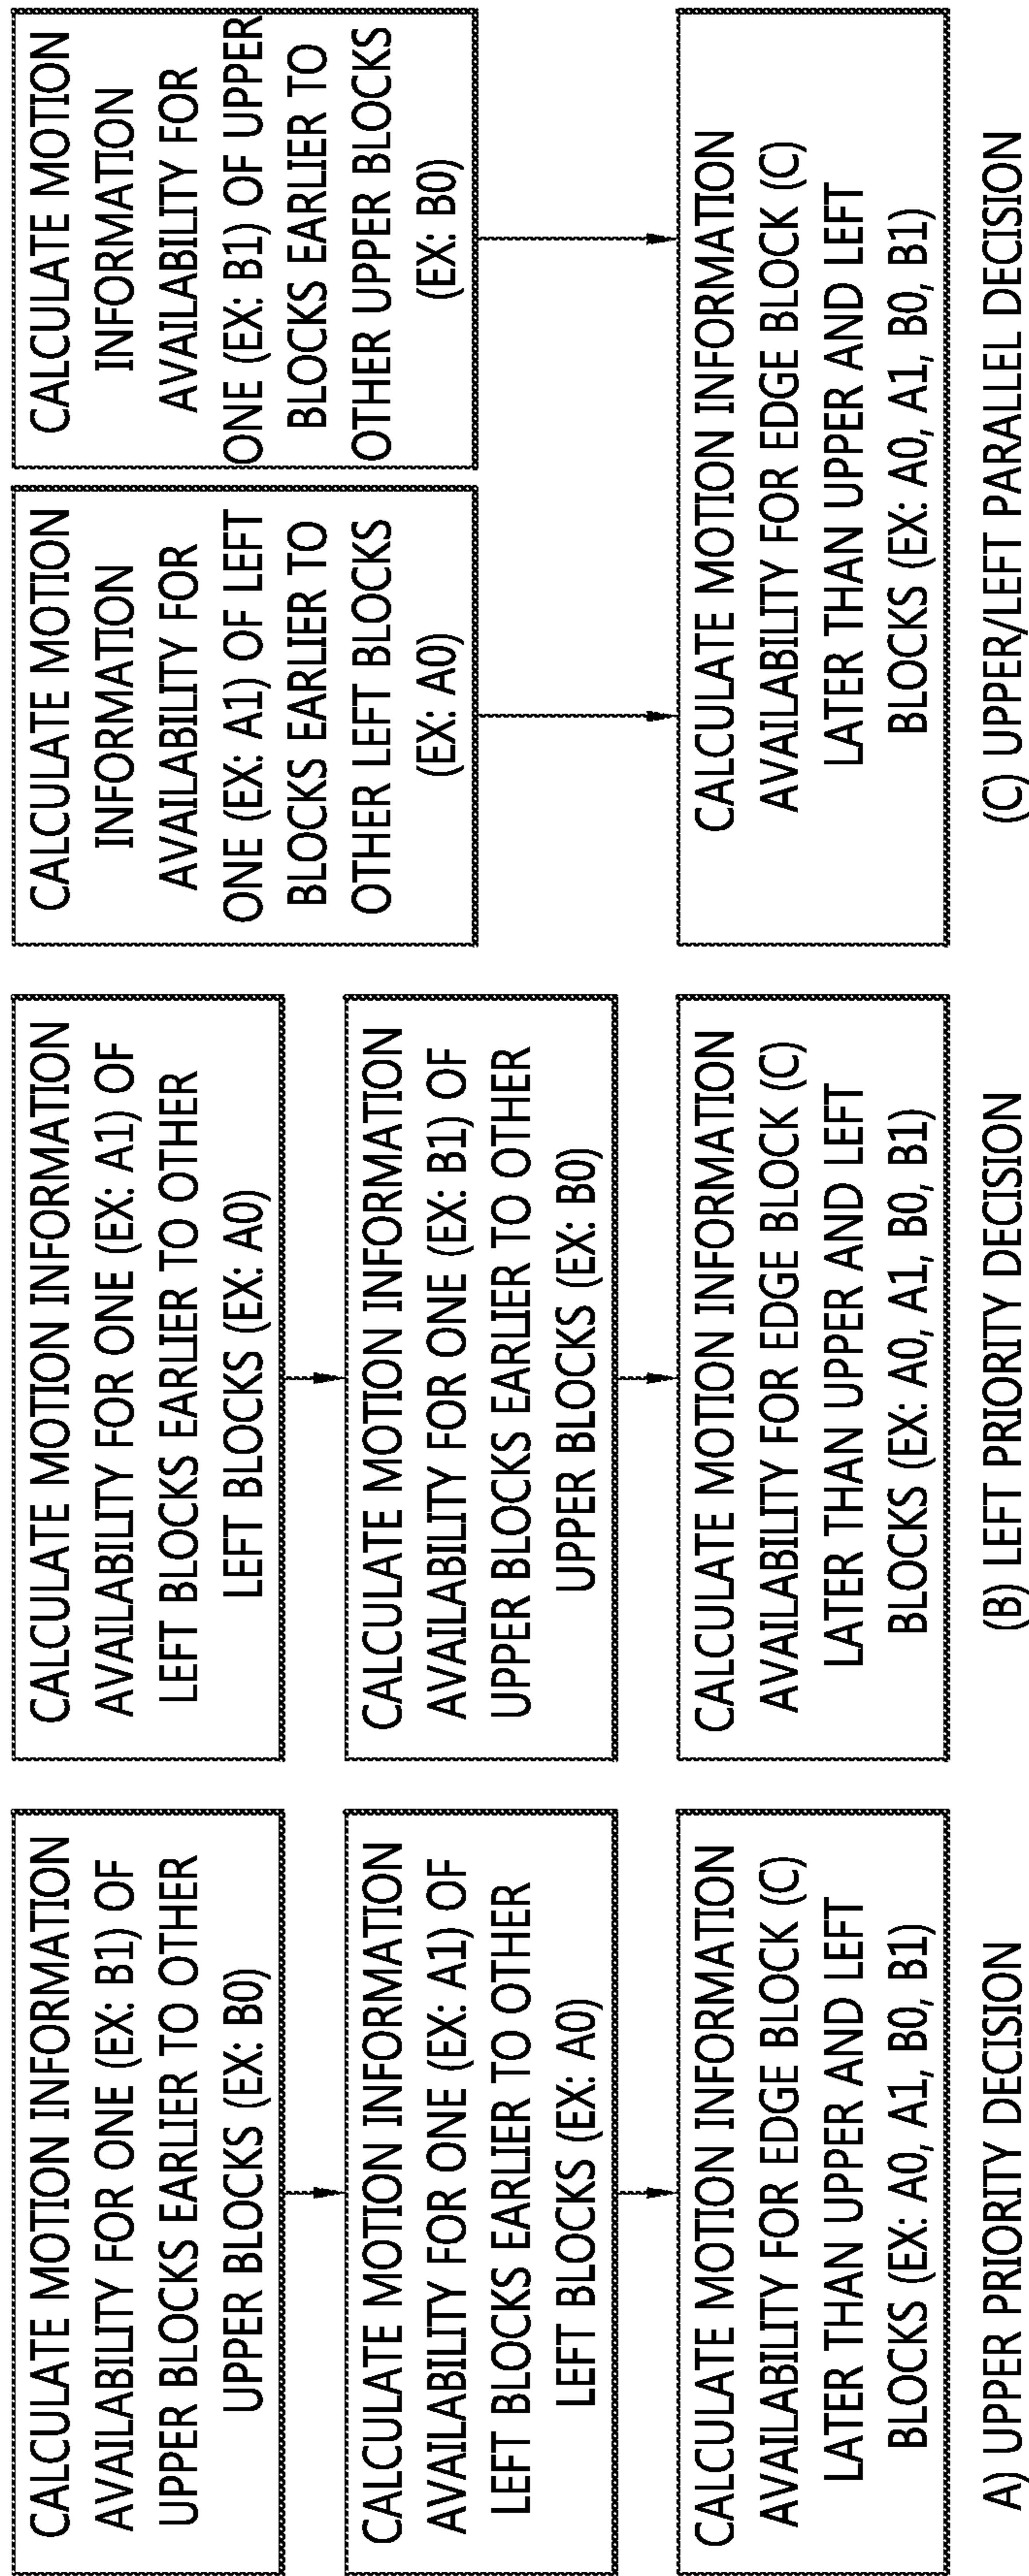 CALCULATE MOTION INFORMATION
AVAILABILITY FOR ONE (EX: B1) OF
UPPER BLOCKS EARLIER TO OTHER
UPPER BLOCKS (EX: B0)
CALCULATE MOTION INFORMATION
AVAILABILITY FOR ONE (EX: A1) OF
LEFT BLOCKS EARLIER TO OTHER
LEFT BLOCKS (EX: A0)
CALCULATE MOTION INFORMATION
AVAILABILITY FOR EDGE BLOCK (C)
LATER THAN UPPER AND LEFT
BLOCKS (EX: A0, A1, B0, B1)
A) UPPER PRIORITY DECISION
CALCULATE MOTION INFORMATION
AVAILABILITY FOR ONE (EX: A1) OF
LEFT BLOCKS EARLIER TO OTHER
LEFT BLOCKS (EX: A0)
CALCULATE MOTION INFORMATION
AVAILABILITY FOR ONE (EX: B1) OF
UPPER BLOCKS EARLIER TO OTHER
UPPER BLOCKS (EX: B0)
CALCULATE MOTION INFORMATION
AVAILABILITY FOR EDGE BLOCK (C)
LATER THAN UPPER AND LEFT
BLOCKS (EX: A0, A1, B0, B1)
(B) LEFT PRIORITY DECISION
CALCULATE MOTION
INFORMATION
AVAILABILITY FOR
ONE (EX: A1) OF LEFT
BLOCKS EARLIER TO
OTHER LEFT BLOCKS
(EX: A0)
CALCULATE MOTION
INFORMATION
AVAILABILITY FOR
ONE (EX: B1) OF UPPER
BLOCKS EARLIER TO
OTHER UPPER BLOCKS
(EX: B0)
CALCULATE MOTION INFORMATION
AVAILABILITY FOR EDGE BLOCK (C)
LATER THAN UPPER AND LEFT
BLOCKS (EX: A0, A1, B0, B1)
(C) UPPER/LEFT PARALLEL DECISION